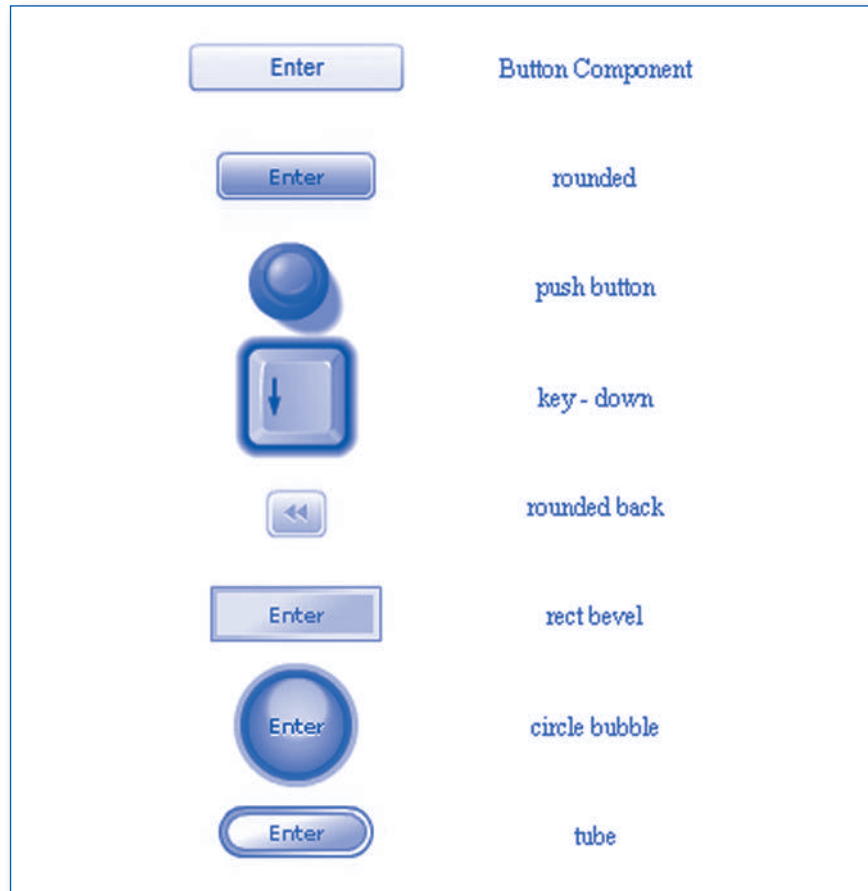 Enter
Button Component
Enter
rounded
push button
key - down
rounded back
Enter
rect bevel
Enter
circle bubble
Enter
tube